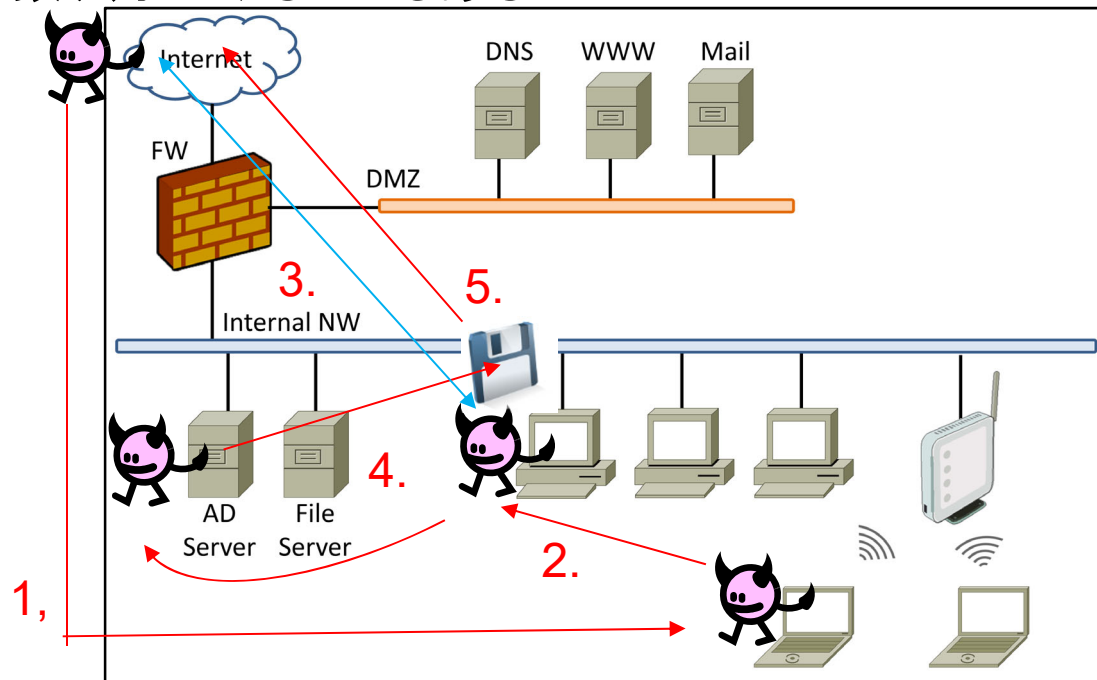 Internet
DNS WWW Mail
FW
DMZ
3. 5.
Internal NW
4.
AD Server
File Server
2.
1,